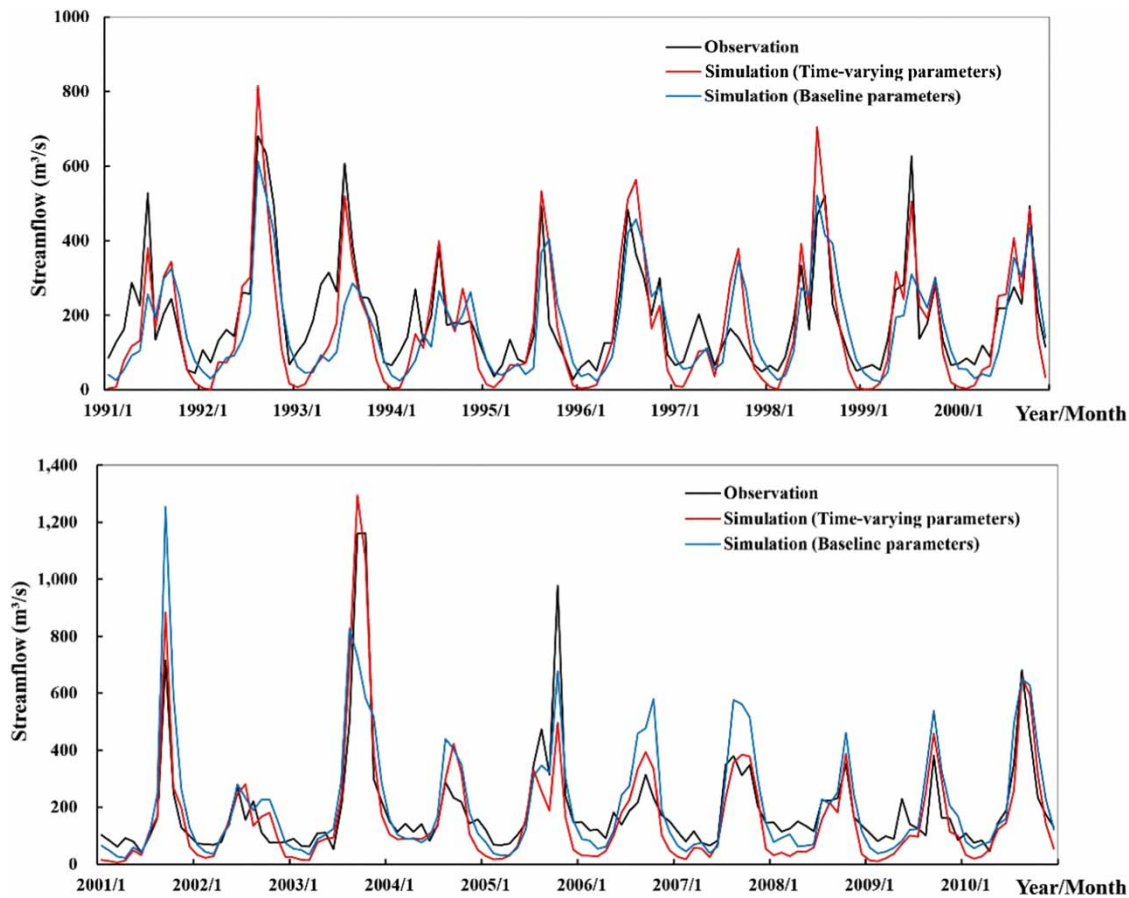 1000
Observation
Simulation (Time-varying parameters)
800
Simulation (Baseline parameters)
600
Streamflow (m³/s)
400
200
0
1991/1 1992/1 1993/1 1994/1 1995/1 1996/1 1997/1 1998/1 1999/1 2000/1 Year/Month
1,400
Observation
Simulation (Time-varying parameters)
1,200
Simulation (Baseline parameters)
1,000
Streamflow (m³/s)
800
600
400
200
0
2001/1 2002/1 2003/1 2004/1 2005/1 2006/1 2007/1 2008/1 2009/1 2010/1 Year/Month